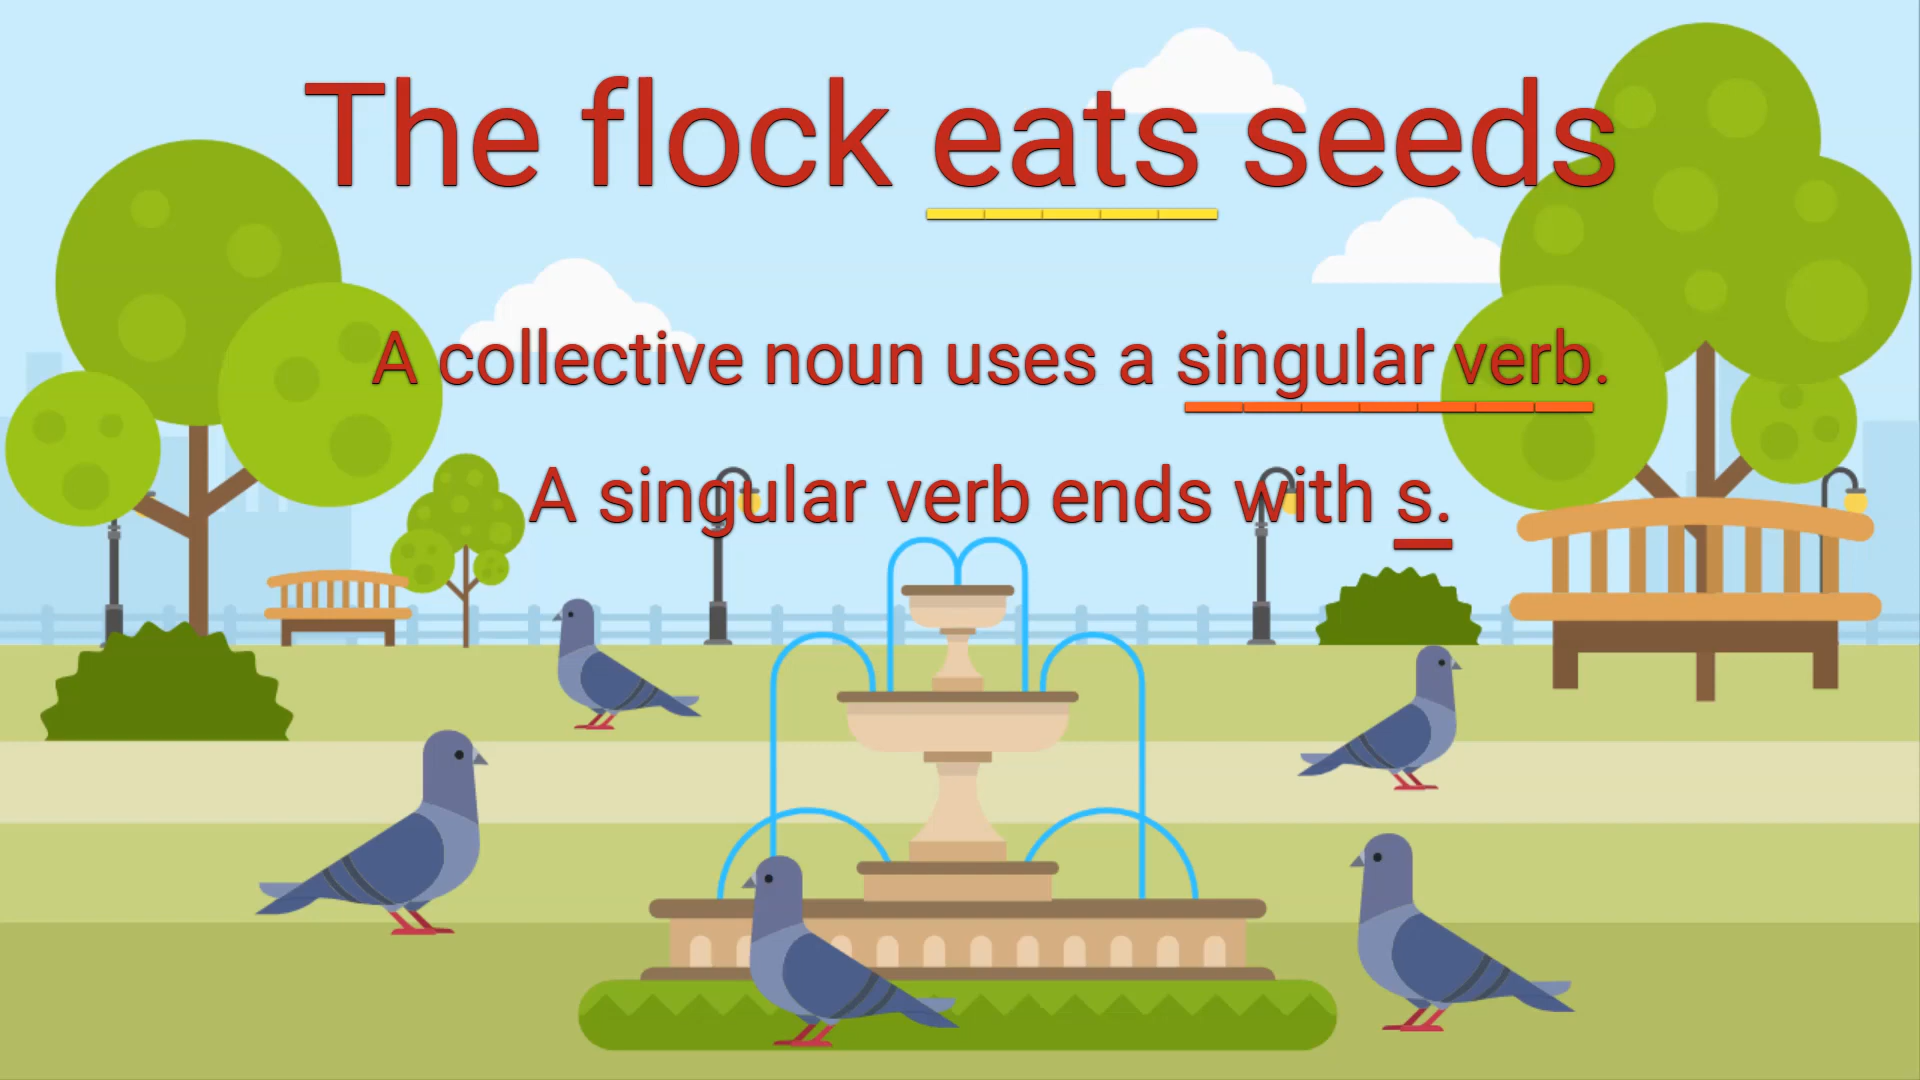 The flock eats seeds
A collective noun uses a singular verb.
A singular verb ends with s.